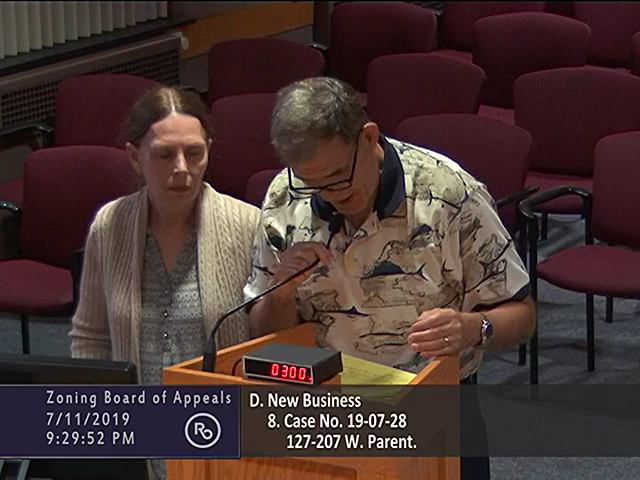 0300
Zoning Board of Appeals
7/11/2019
9:29:52 PM
RO
D. New Business
8. Case No. 19-07-28
127-207 W. Parent.